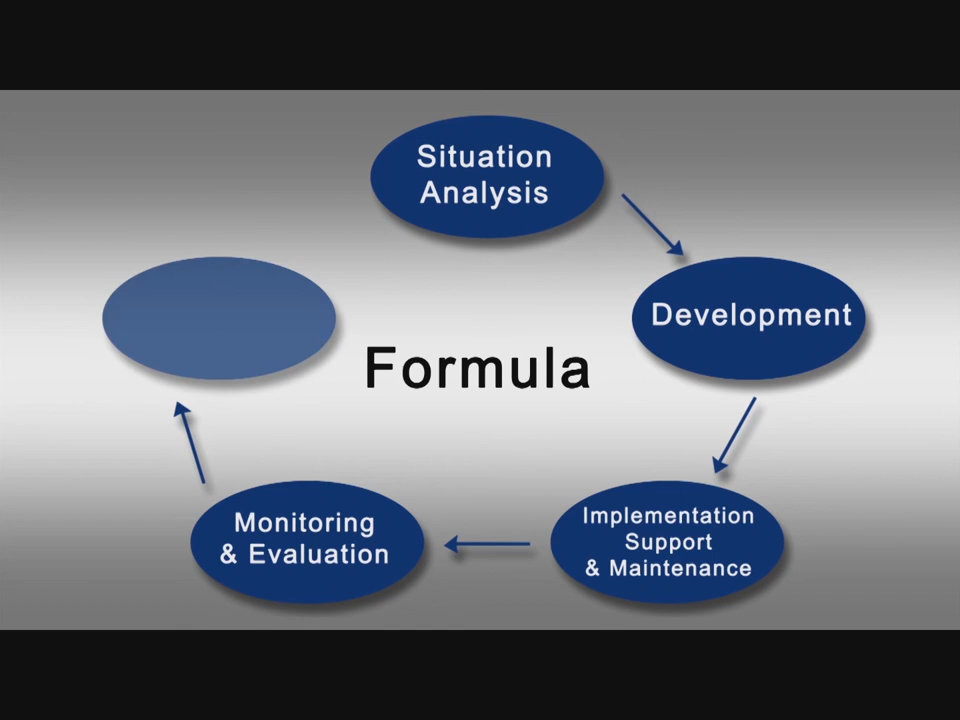 Situation
Analysis
Development
Formula
Implementation
Support
& Maintenance
Monitoring
& Evaluation